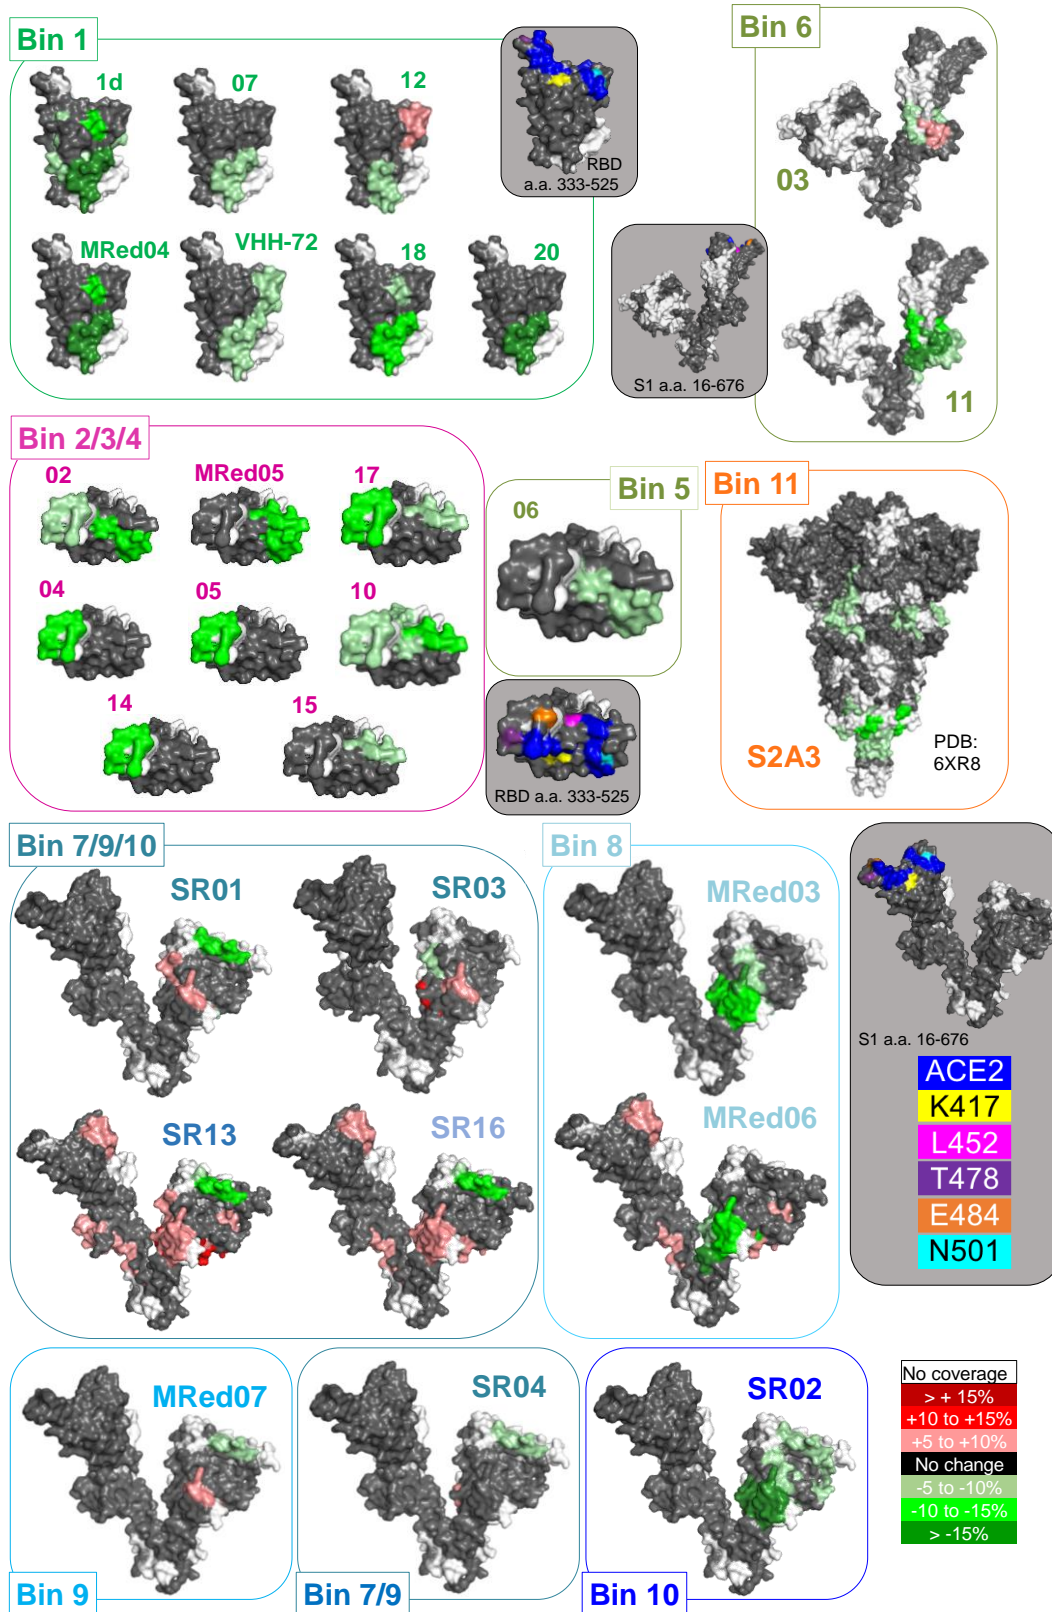 Bin 1
1d
07
12
RBD
a.a. 333-525
MRed04
VHH-72
18
20
Bin 6
03
11
S1 a.a. 16-676
Bin 2/3/4
02
MRed05
17
04
05
10
14
15
Bin 5
06
RBD a.a. 333-525
Bin 11
S2A3
PDB:
6XR8
Bin 7/9/10
SR01
SR03
SR13
SR16
Bin 8
MRed03
MRed06
S1 a.a. 16-676
ACE2
K417
L452
T478
E484
N501
MRed07
Bin 9
SR04
Bin 7/9
SR02
Bin 10
No coverage
> + 15%
+10 to +15%
+5 to +10%
No change
-5 to -10%
-10 to -15%
> -15%